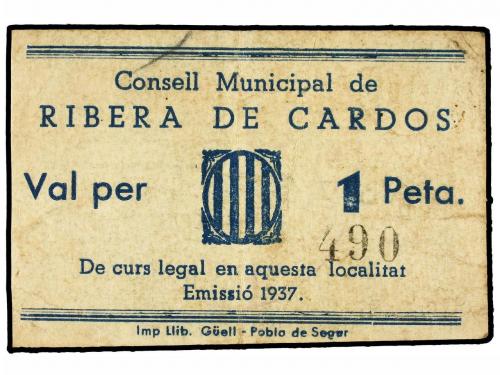 Consell Municipal de
RIBERA DE CARDOS
Val per 1 Peta.
490
De curs legal en aquesta localitat
Emissió 1937.
Imp Llib. Güell - Pobla de Segur